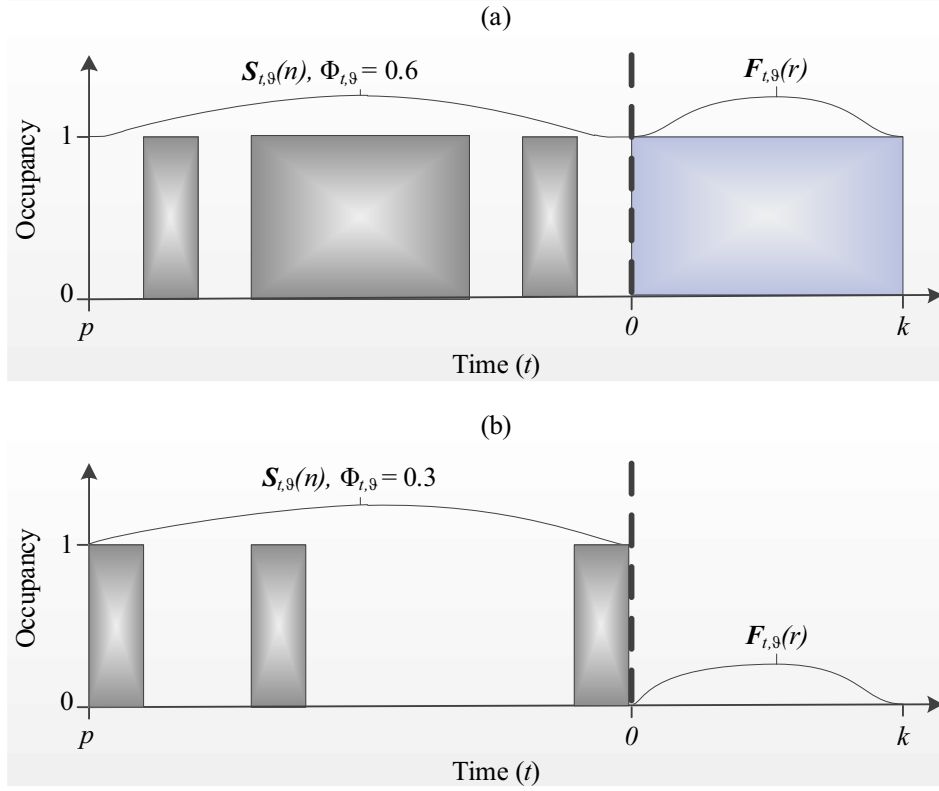 (a)
S_{t,ϑ}(n), Φ_{t,ϑ} = 0.6
F_{t,ϑ}(r)
1
Occupancy
0
p
0
k
Time (t)
(b)
S_{t,ϑ}(n), Φ_{t,ϑ} = 0.3
1
Occupancy
F_{t,ϑ}(r)
0
p
0
k
Time (t)